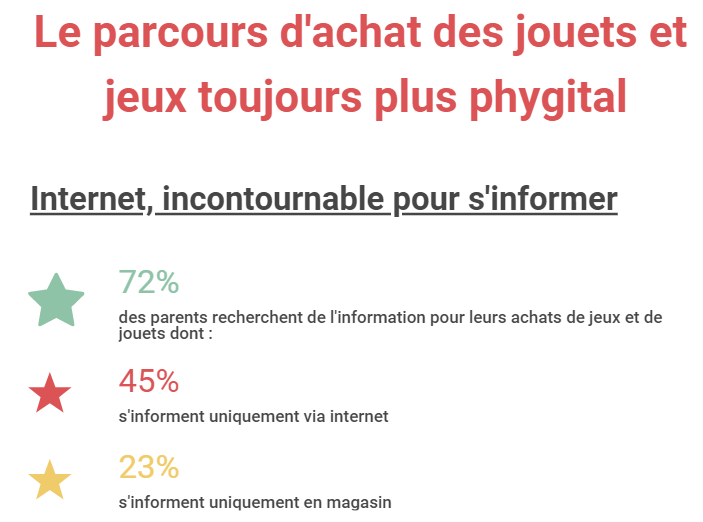 Le parcours d'achat des jouets et
jeux toujours plus phygital
Internet, incontournable pour s'informer
72%
des parents recherchent de l'information pour leurs achats de jeux et de
jouets dont :
45%
s'informent uniquement via internet
23%
s'informent uniquement en magasin